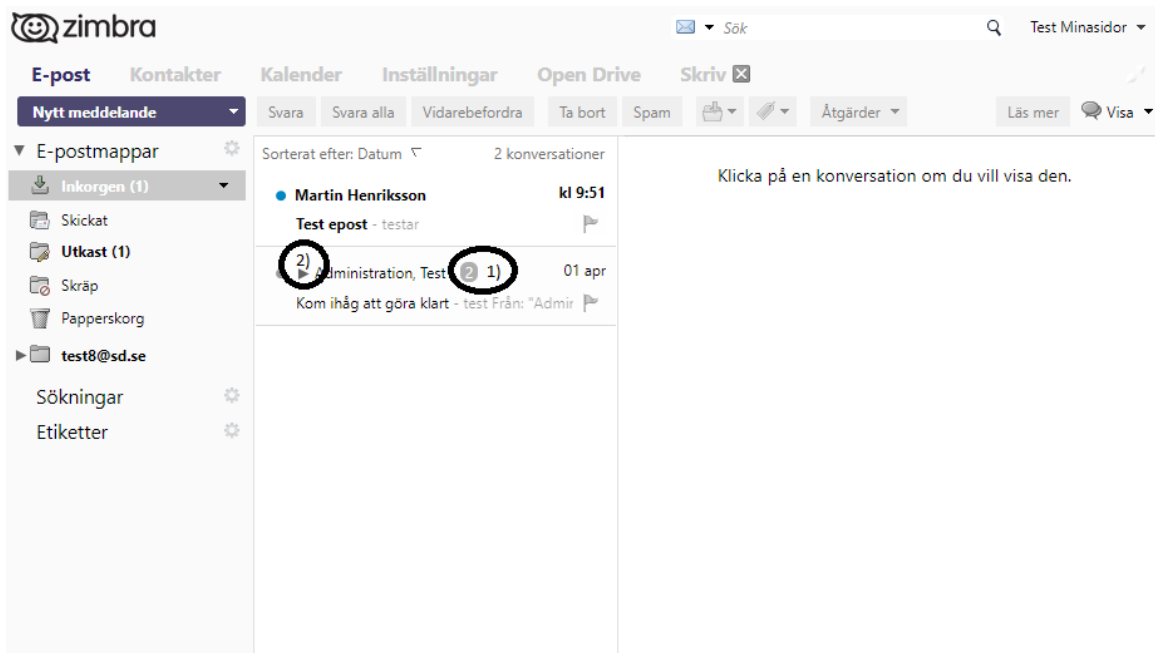 zimbra
Sök
Test Minasidor
E-post Kontakter Kalender Inställningar Open Drive Skriv
Nytt meddelande Svara Svara alla Vidarebefordra Ta bort Spam Åtgärder Läs mer Visa
E-postmappar
Inkorgen (1)
Skickat
Utkast (1)
Skräp
Papperskorg
test8@sd.se
Sökningar
Etiketter
Sorterat efter: Datum 2 konversationer
Martin Henriksson kl 9:51
Test epost - testar
2)
Administration, Test 2 1) 01 apr
Kom ihåg att göra klart - test Från: "Admir
Klicka på en konversation om du vill visa den.